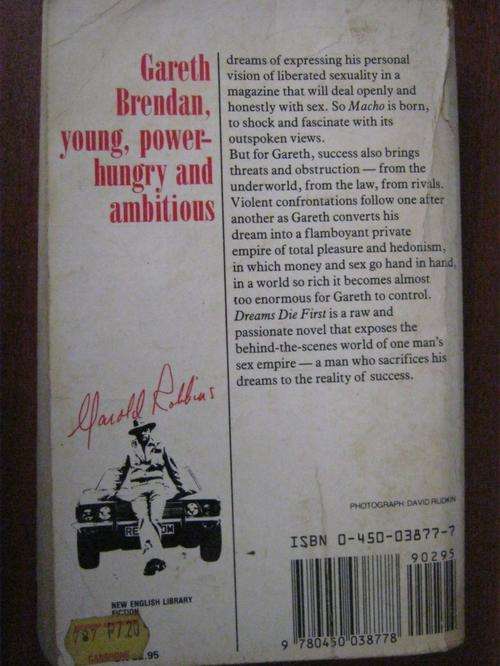 Gareth
Brendan,
young, power-
hungry and
ambitious
dreams of expressing his personal
vision of liberated sexuality in a
magazine that will deal openly and
honestly with sex. So Macho is born,
to shock and fascinate with its
outspoken views.
But for Gareth, success also brings
threats and obstruction — from the
underworld, from the law, from rivals.
Violent confrontations follow one after
another as Gareth converts his
dream into a flamboyant private
empire of total pleasure and hedonism,
in which money and sex go hand in hand,
in a world so rich it becomes almost
too enormous for Gareth to control.
Dreams Die First is a raw and
passionate novel that exposes the
behind-the-scenes world of one man's
sex empire — a man who sacrifices his
dreams to the reality of success.
Harold Robbins
PHOTOGRAPH: DAVID RUDKIN
ISBN 0-450-03877-7
90295
9 780450 038778
NEW ENGLISH LIBRARY
FICTION
787 P7.20
.95